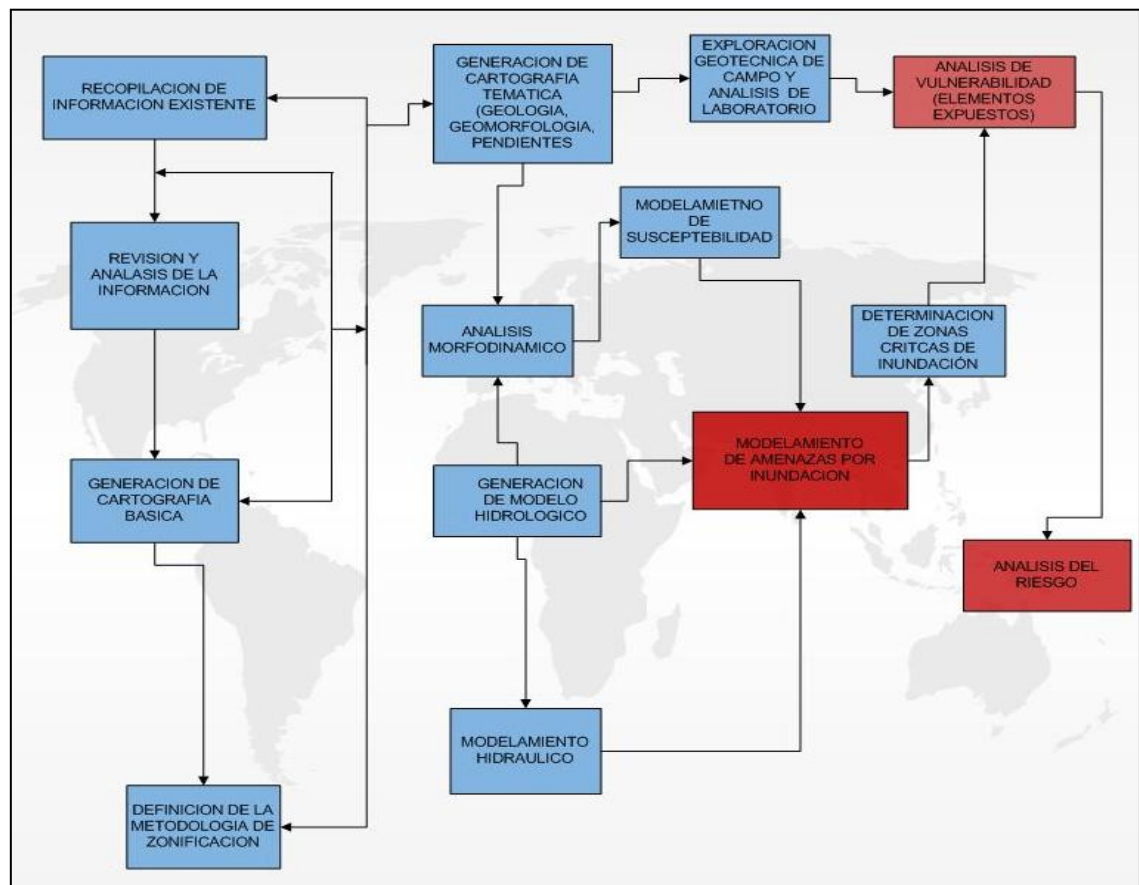 RECOPILACION DE
INFORMACION EXISTENTE
REVISION Y
ANALASIS DE LA
INFORMACION
GENERACION DE
CARTOGRAFIA
BASICA
DEFINICION DE LA
METODOLOGIA DE
ZONIFICACION
GENERACION DE
CARTOGRAFIA
TEMATICA
(GEOLOGIA,
GEOMORFOLOGIA,
PENDIENTES
EXPLORACION
GEOTECNICA DE
CAMPO Y
ANALISIS DE
LABORATORIO
ANALISIS DE
VULNERABILIDAD
(ELEMENTOS
EXPUESTOS)
MODELAMIETNO
DE
SUSCEPTEBILIDAD
ANALISIS
MORFODINAMICO
DETERMINACION
DE ZONAS
CRITCAS DE
INUNDACIÓN
MODELAMIENTO
DE AMENAZAS POR
INUNDACION
GENERACION
DE MODELO
HIDROLOGICO
ANALISIS DEL
RIESGO
MODELAMIENTO
HIDRAULICO